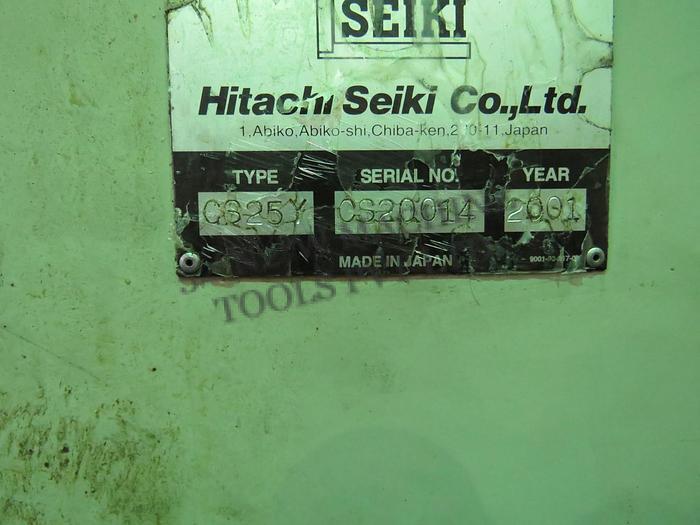 SEIKI
Hitachi Seiki Co.,Ltd.
1,Abiko,Abiko-shi,Chiba-ken,270-11,Japan
TYPE SERIAL NO. YEAR
CS25Y CS20014 2001
MADE IN JAPAN
TOOLS